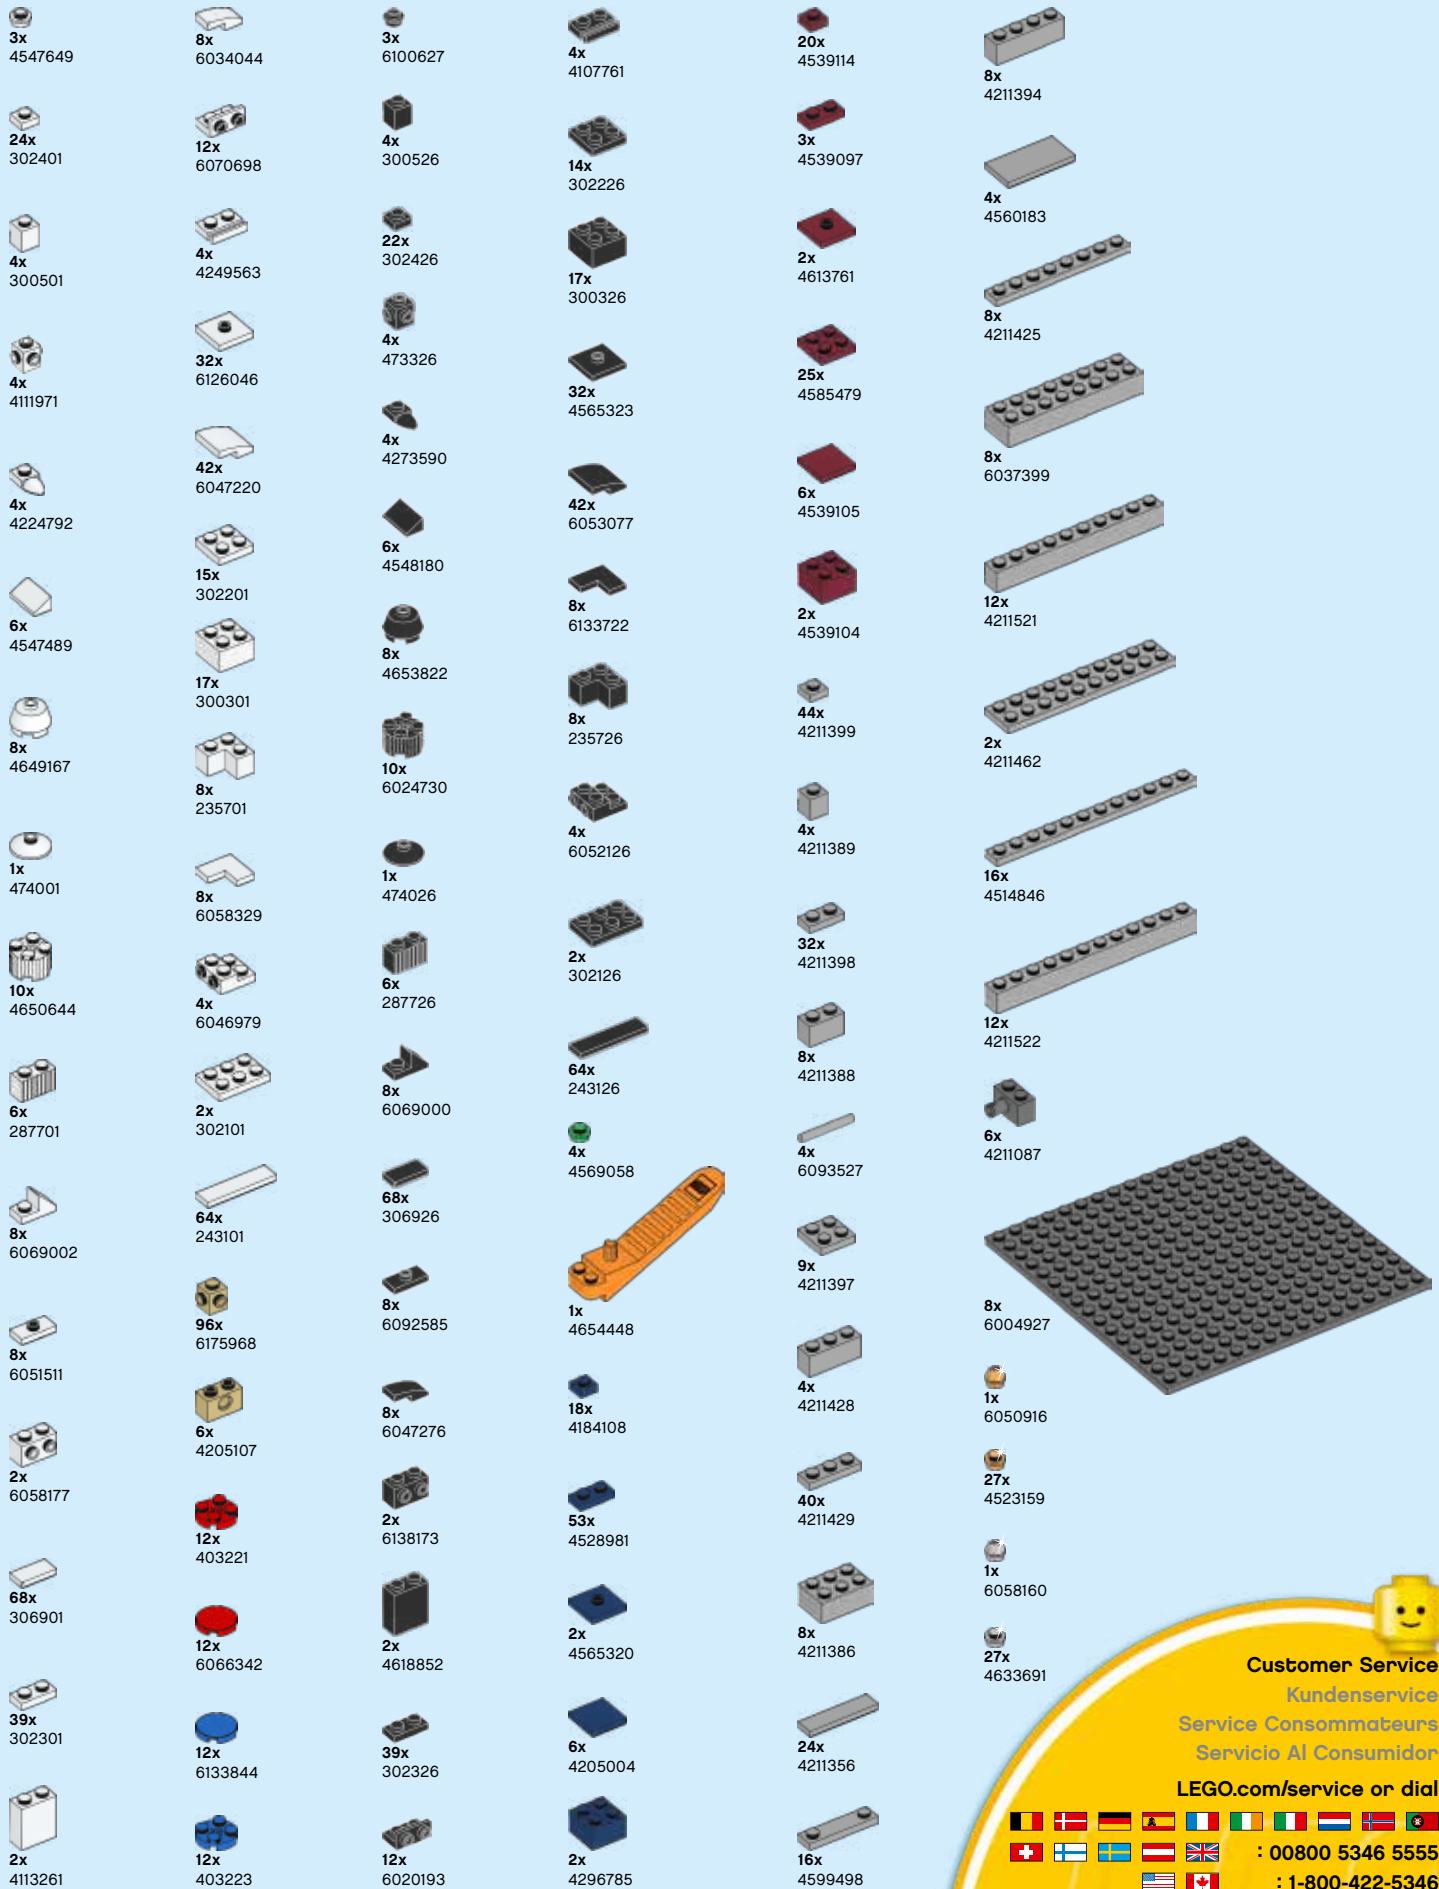 3x
4547649
24x
302401
4x
300501
4x
4111971
4x
4224792
6x
4547489
8x
4649167
1x
474001
10x
4650644
6x
287701
8x
6069002
8x
6051511
2x
6058177
68x
306901
39x
302301
2x
4113261
8x
6034044
12x
6070698
4x
4249563
32x
6126046
42x
6047220
15x
302201
17x
300301
8x
235701
8x
6058329
4x
6046979
2x
302101
64x
243101
96x
6175968
6x
4205107
12x
403221
12x
6066342
12x
6133844
12x
403223
3x
6100627
4x
300526
22x
302426
4x
473326
4x
4273590
6x
4548180
8x
4653822
10x
6024730
1x
474026
6x
287726
8x
6069000
68x
306926
8x
6092585
8x
6047276
2x
6138173
2x
4618852
39x
302326
12x
6020193
4x
4107761
14x
302226
17x
300326
32x
4565323
42x
6053077
8x
6133722
8x
235726
4x
6052126
2x
302126
64x
243126
4x
4569058
1x
4654448
18x
4184108
53x
4528981
2x
4565320
6x
4205004
2x
4296785
20x
4539114
3x
4539097
2x
4613761
25x
4585479
6x
4539105
2x
4539104
44x
4211399
4x
4211389
32x
4211398
8x
4211388
4x
6093527
9x
4211397
4x
4211428
40x
4211429
8x
4211386
24x
4211356
16x
4599498
8x
4211394
4x
4560183
8x
4211425
8x
6037399
12x
4211521
2x
4211462
16x
4514846
12x
4211522
6x
4211087
8x
6004927
1x
6050916
27x
4523159
1x
6058160
27x
4633691
Customer Service
Kundenservice
Service Consommateurs
Servicio Al Consumidor
LEGO.com/service or dial
: 00800 5346 5555
: 1-800-422-5346